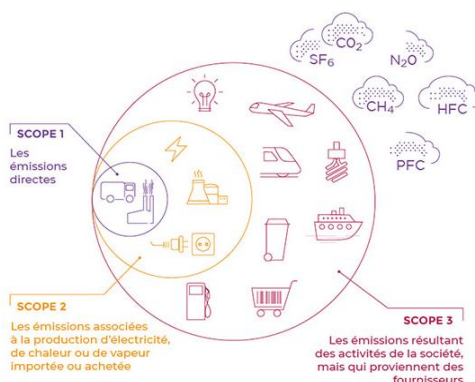 CO₂
SF₆
N₂O
CH₄
HFC
PFC
SCOPE 1
Les
émissions
directes
SCOPE 2
Les émissions associées
à la production d'électricité,
de chaleur ou de vapeur
importée ou achetée
SCOPE 3
Les émissions résultant
des activités de la société,
mais qui proviennent des
fournisseurs